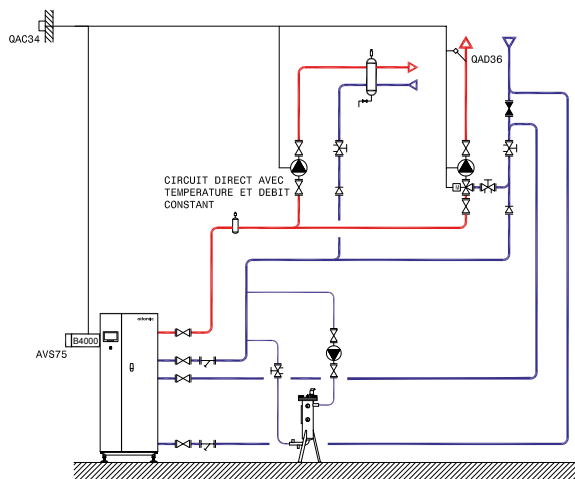 QAC34
QAD36
CIRCUIT DIRECT AVEC
TEMPERATURE ET DEBIT
CONSTANT
M
B4000
AVS75